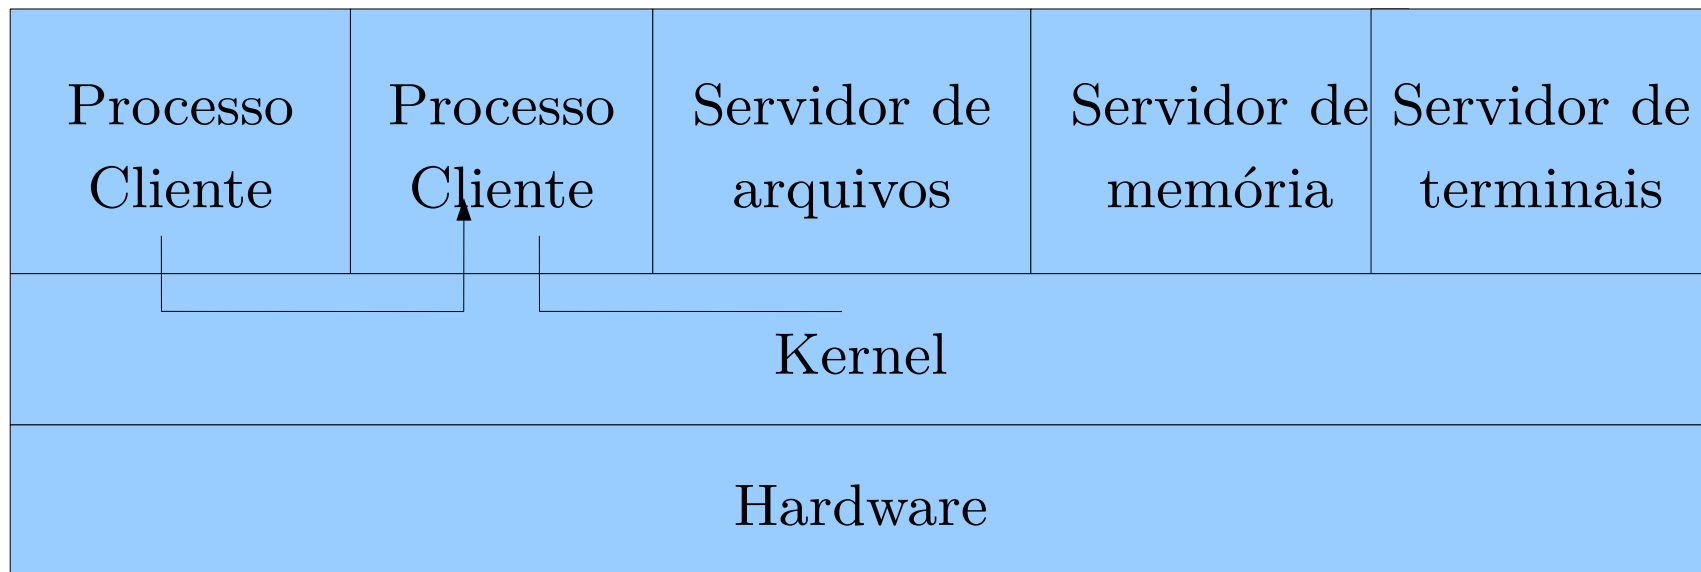 Processo
Cliente
Processo
Cliente
Servidor de
arquivos
Servidor de
memória
Servidor de
terminais
Kernel
Hardware